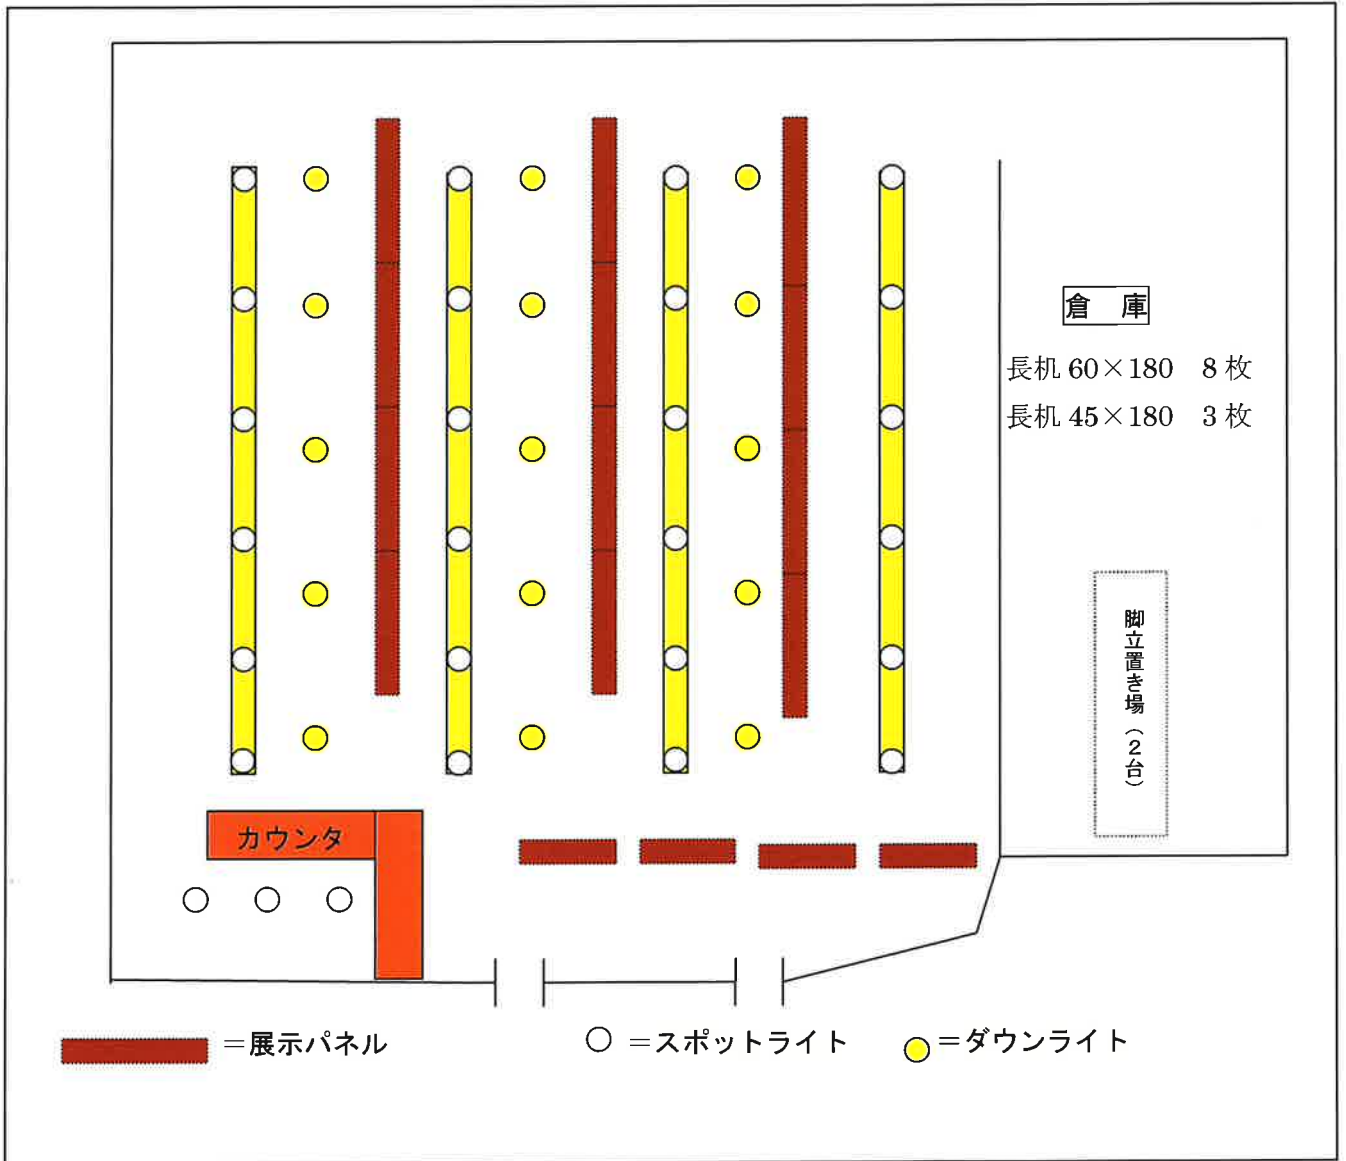 倉　庫
長机 60×180　8 枚
長机 45×180　3 枚
脚立置き場（2台）
カウンタ
＝展示パネル
＝スポットライト
＝ダウンライト